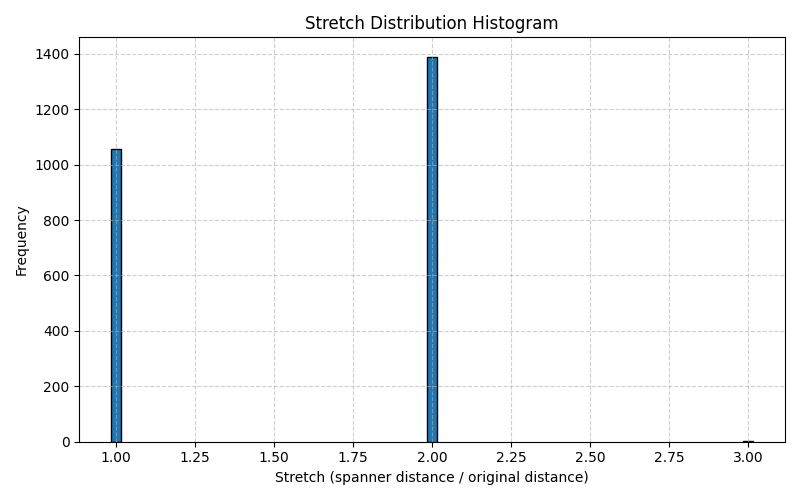 Stretch Distribution Histogram
1400
1200
1000
800
600
400
200
0
Frequency
1.00 1.25 1.50 1.75 2.00 2.25 2.50 2.75 3.00
Stretch (spanner distance / original distance)